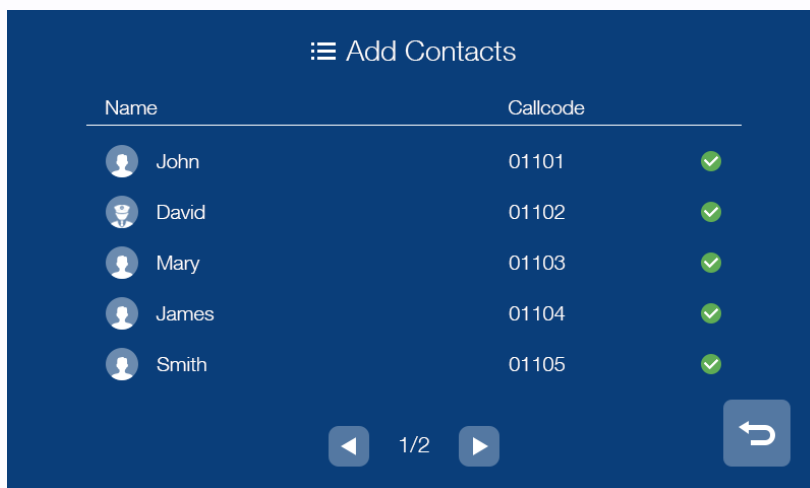 Add Contacts
Name Callcode
John 01101
David 01102
Mary 01103
James 01104
Smith 01105
1/2